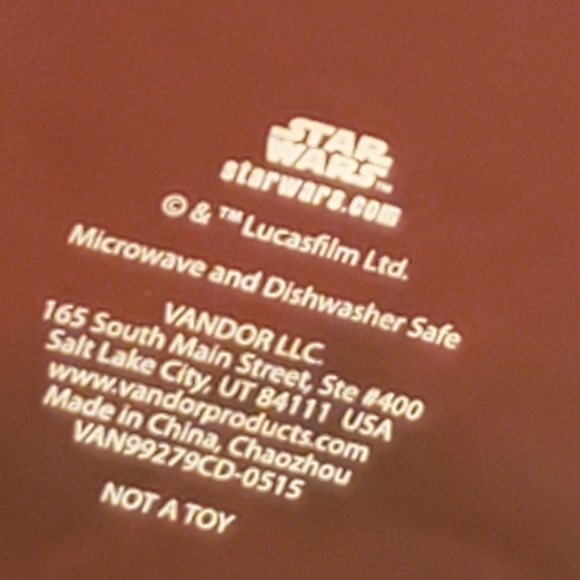 STAR
WARS™
starwars.com
© & ™ Lucasfilm Ltd.
Microwave and Dishwasher Safe
VANDOR LLC
165 South Main Street, Ste #400
Salt Lake City, UT 84111 USA
www.vandorproducts.com
Made in China, Chaozhou
VAN99279CD-0515
NOT A TOY